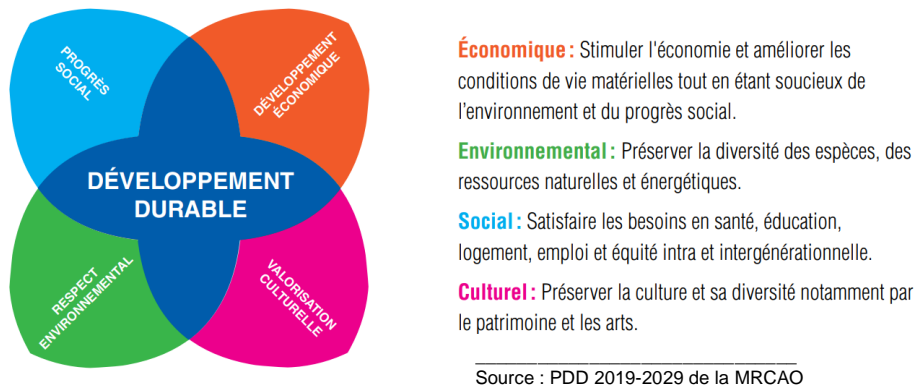 PROGRÈS
SOCIAL
DÉVELOPPEMENT
ÉCONOMIQUE
DÉVELOPPEMENT
DURABLE
RESPECT
ENVIRONNEMENTAL
VALORISATION
CULTURELLE
Économique : Stimuler l'économie et améliorer les
conditions de vie matérielles tout en étant soucieux de
l'environnement et du progrès social.
Environnemental : Préserver la diversité des espèces, des
ressources naturelles et énergétiques.
Social : Satisfaire les besoins en santé, éducation,
logement, emploi et équité intra et intergénérationnelle.
Culturel : Préserver la culture et sa diversité notamment par
le patrimoine et les arts.
Source : PDD 2019-2029 de la MRCAO